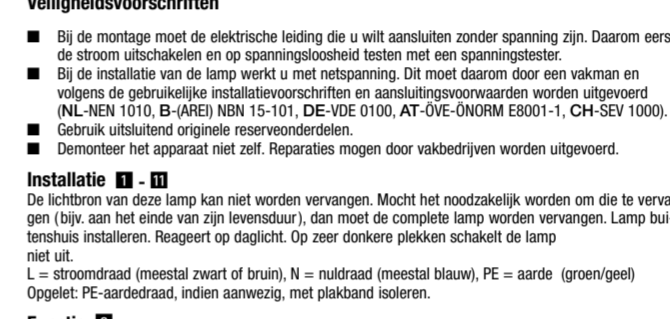 Veiligheidsvoorschriften
■ Bij de montage moet de elektrische leiding die u wilt aansluiten zonder spanning zijn. Daarom eers
de stroom uitschakelen en op spanningsloosheid testen met een spanningstester.
■ Bij de installatie van de lamp werkt u met netspanning. Dit moet daarom door een vakman en
volgens de gebruikelijke installatievoorschriften en aansluitingsvoorwaarden worden uitgevoerd
(NL-NEN 1010, B-(AREI) NBN 15-101, DE-VDE 0100, AT-ÖVE-ÖNORM E8001-1, CH-SEV 1000).
■ Gebruik uitsluitend originele reserveonderdelen.
■ Demonteer het apparaat niet zelf. Reparaties mogen door vakbedrijven worden uitgevoerd.
Installatie 1 - 11
De lichtbron van deze lamp kan niet worden vervangen. Mocht het noodzakelijk worden om die te verva
gen (bijv. aan het einde van zijn levensduur), dan moet de complete lamp worden vervangen. Lamp bui-
tenshuis installeren. Reageert op daglicht. Op zeer donkere plekken schakelt de lamp
niet uit.
L = stroomdraad (meestal zwart of bruin), N = nuldraad (meestal blauw), PE = aarde (groen/geel)
Opgelet: PE-aardedraad, indien aanwezig, met plakband isoleren.